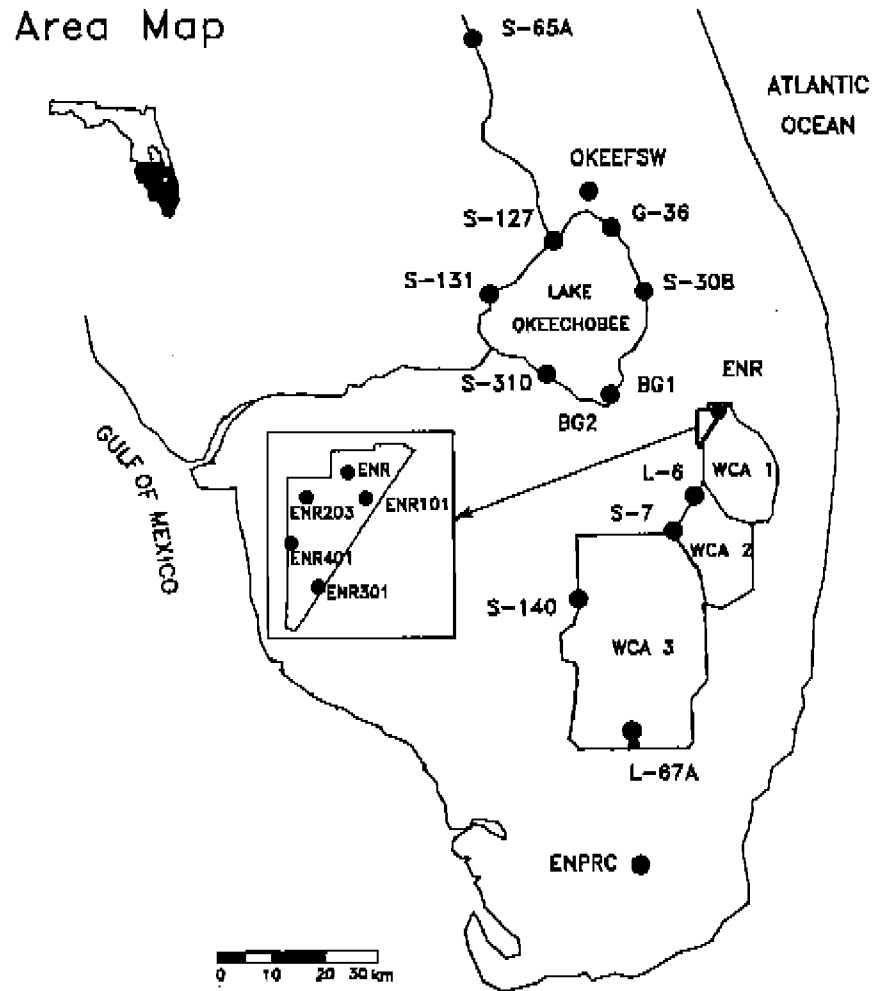 Area Map
S-65A
ATLANTIC
OCEAN
OKEEFSW
S-127
G-36
S-131
LAKE
OKEECHOBEE
S-308
S-310
BG1
BG2
ENR
GULF OF MEXICO
WCA 1
L-6
S-7
WCA 2
ENR
ENR203
ENR101
ENR401
ENR301
S-140
WCA 3
L-67A
ENPRC
0 10 20 30 km